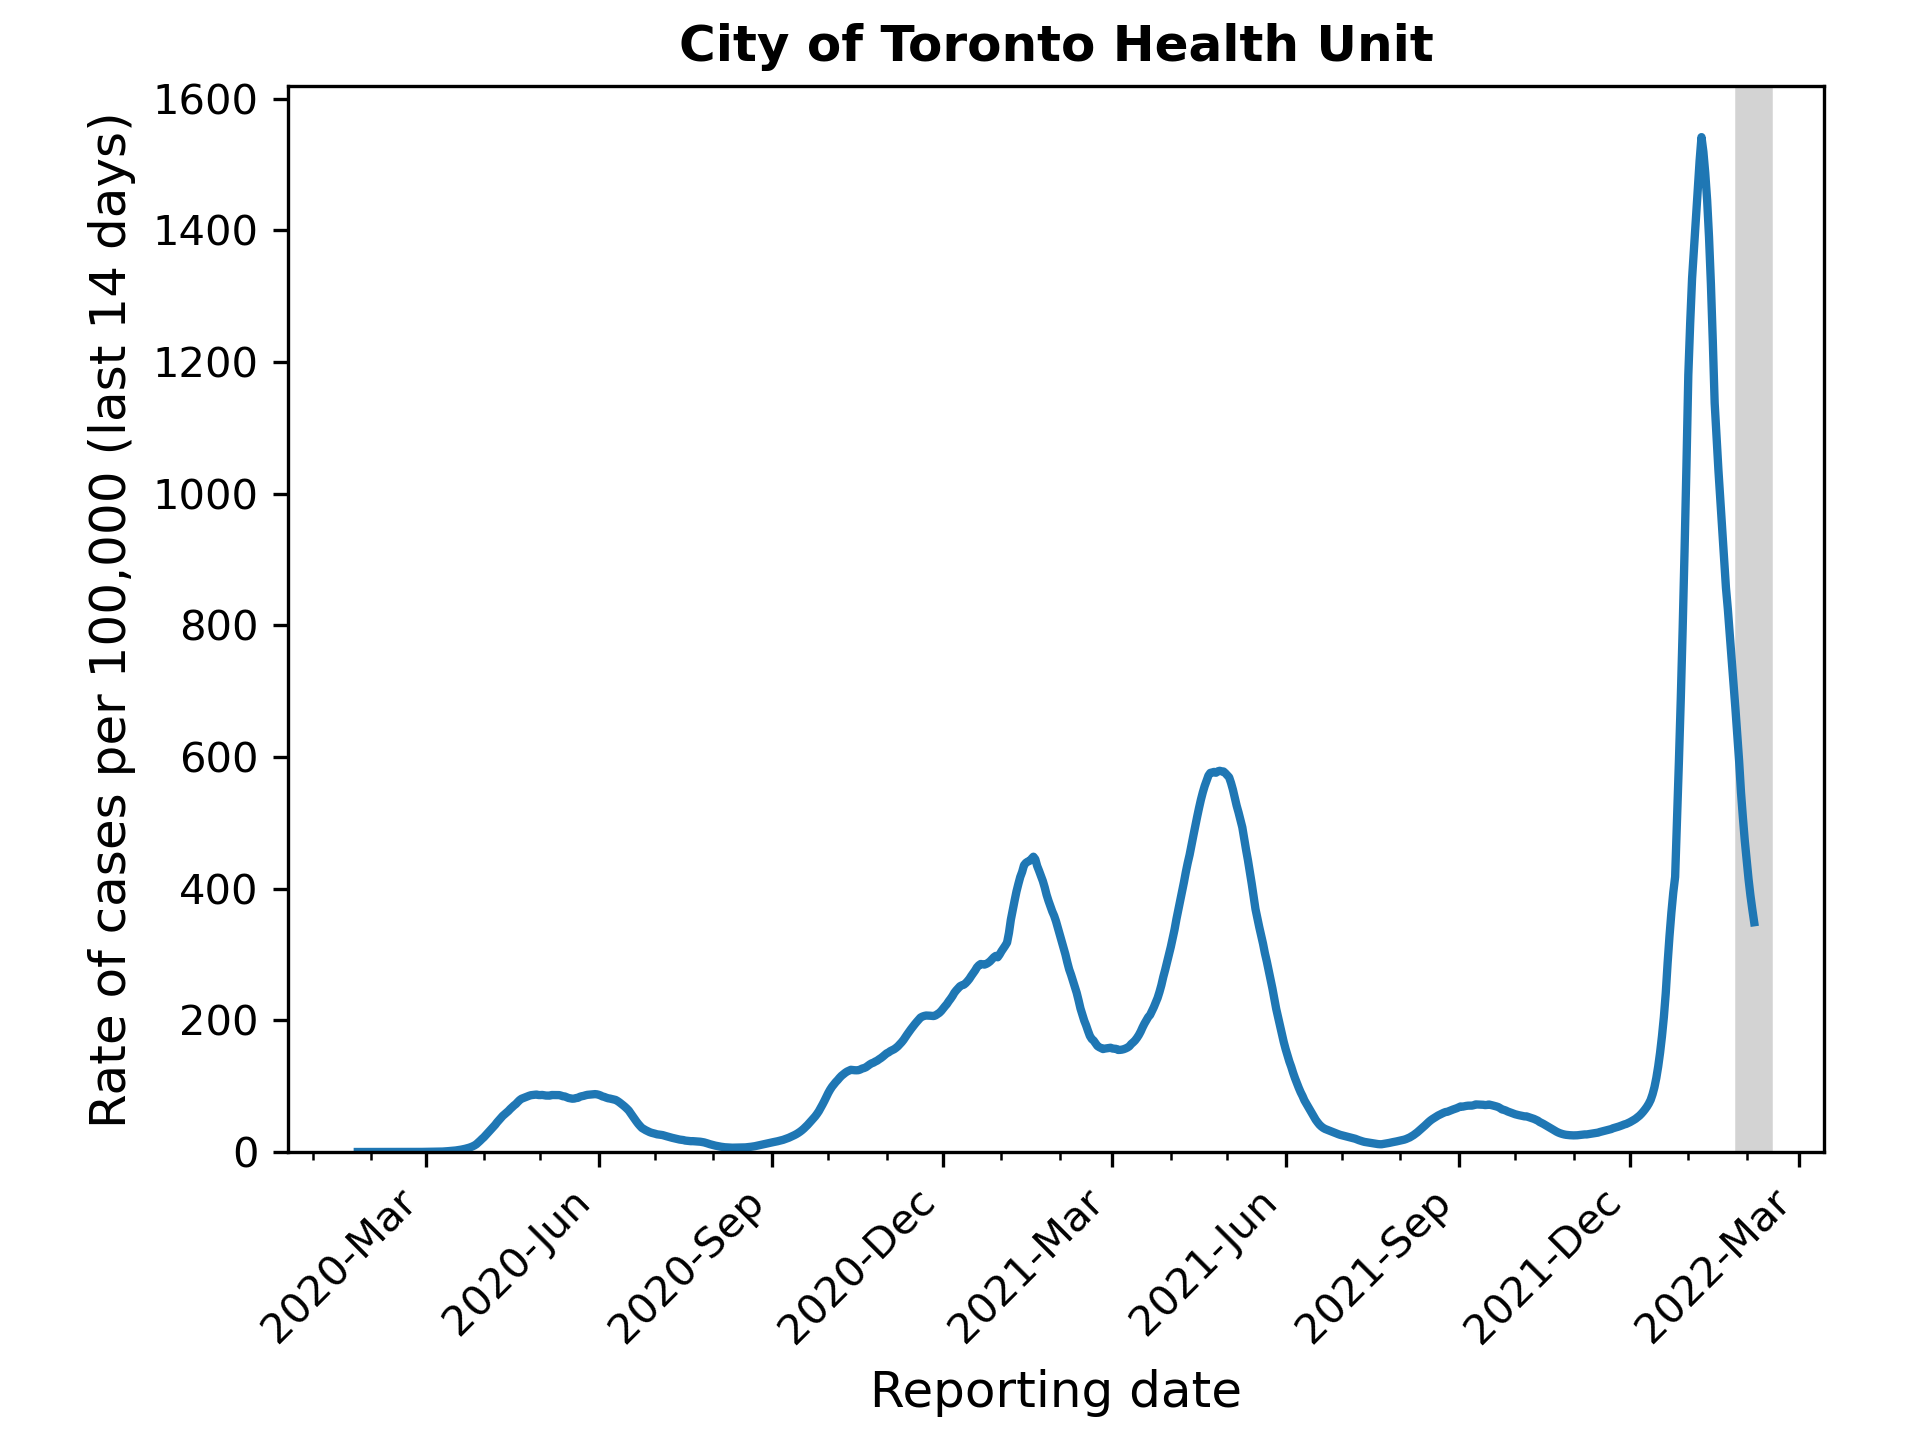 City of Toronto Health Unit
Rate of cases per 100,000 (last 14 days)
1600
1400
1200
1000
800
600
400
200
0
2020-Mar
2020-Jun
2020-Sep
2020-Dec
2021-Mar
2021-Jun
2021-Sep
2021-Dec
2022-Mar
Reporting date